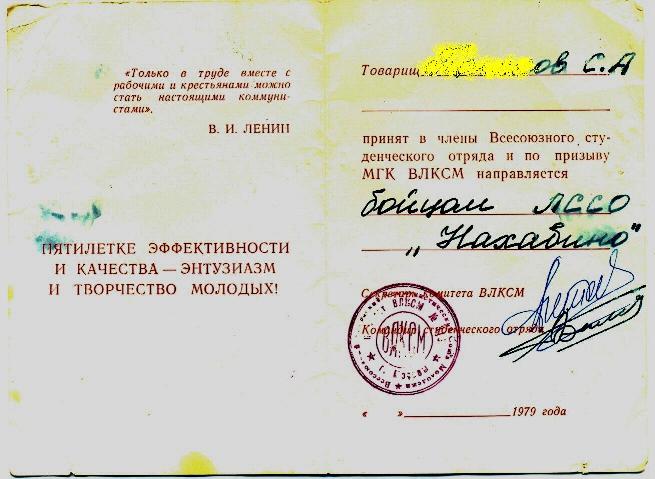 «Только в труде вместе с
рабочими и крестьянами можно
стать настоящими коммуни-
стами».
В. И. ЛЕНИН
ПЯТИЛЕТКЕ ЭФФЕКТИВНОСТИ
И КАЧЕСТВА — ЭНТУЗИАЗМ
И ТВОРЧЕСТВО МОЛОДЫХ!
Товарищ ов С.А
принят в члены Всесоюзного сту-
денческого отряда и по призыву
МГК ВЛКСМ направляется
бойцом ЛССО
„Нахабино"
Секретарь комитета ВЛКСМ
Командир студенческого отряда
ВЛКСМ
« » 1979 года